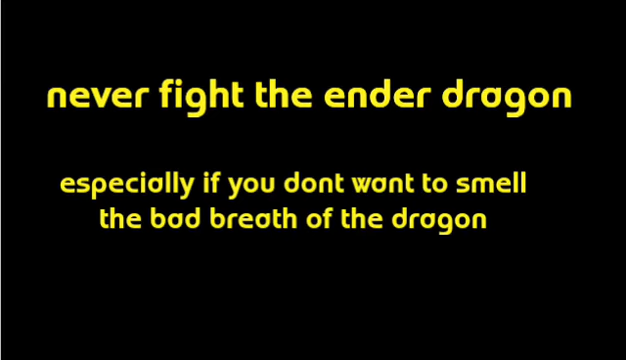 never fight the ender dragon
especially if you dont want to smell
the bad breath of the dragon